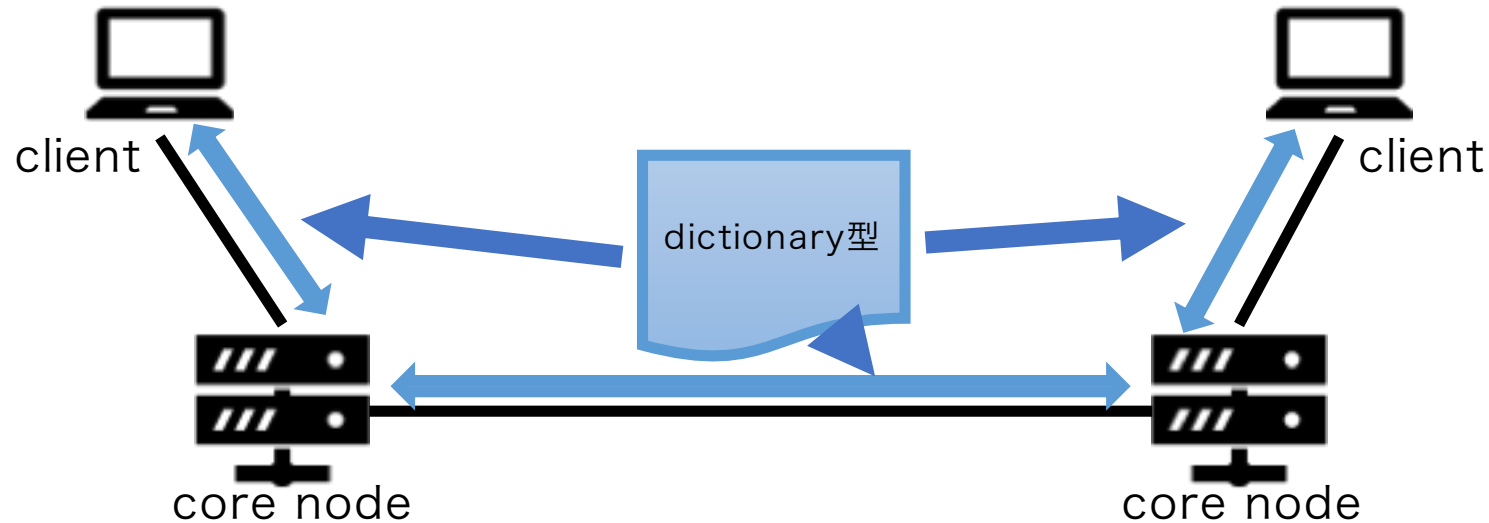 client
client
dictionary型
core node
core node